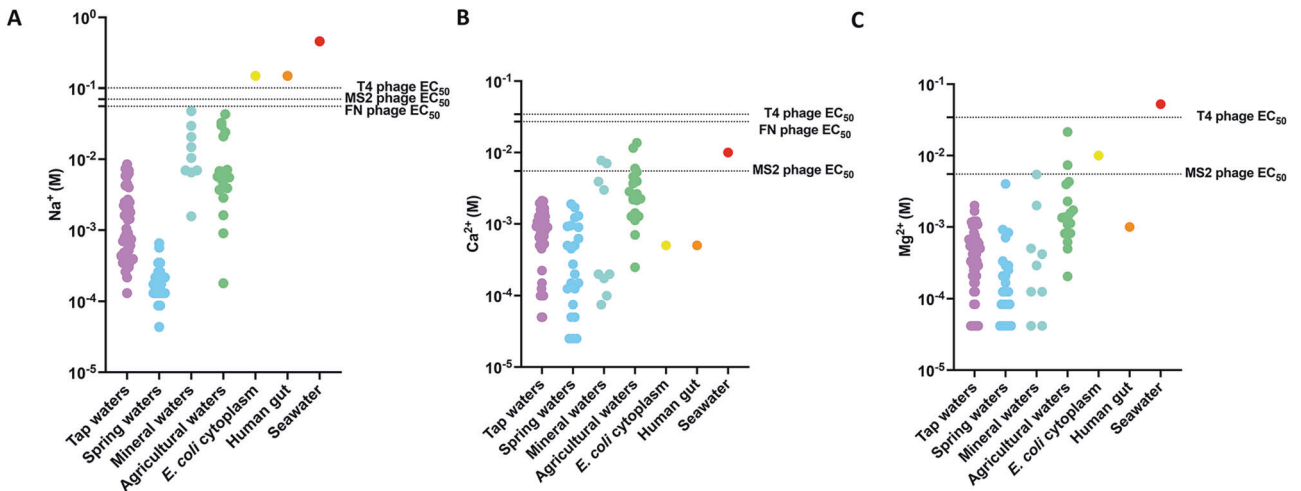 A
Na⁺ (M)
10⁰
10⁻¹
10⁻²
10⁻³
10⁻⁴
10⁻⁵
T4 phage EC₅₀
MS2 phage EC₅₀
FN phage EC₅₀
Tap waters
Spring waters
Mineral waters
Agricultural waters
E. coli cytoplasm
Human gut
Seawater
B
Ca²⁺ (M)
10⁻¹
10⁻²
10⁻³
10⁻⁴
10⁻⁵
T4 phage EC₅₀
FN phage EC₅₀
MS2 phage EC₅₀
Tap waters
Spring waters
Mineral waters
Agricultural waters
E. coli cytoplasm
Human gut
Seawater
C
Mg²⁺ (M)
10⁻¹
10⁻²
10⁻³
10⁻⁴
10⁻⁵
T4 phage EC₅₀
MS2 phage EC₅₀
Tap waters
Spring waters
Mineral waters
Agricultural waters
E. coli cytoplasm
Human gut
Seawater